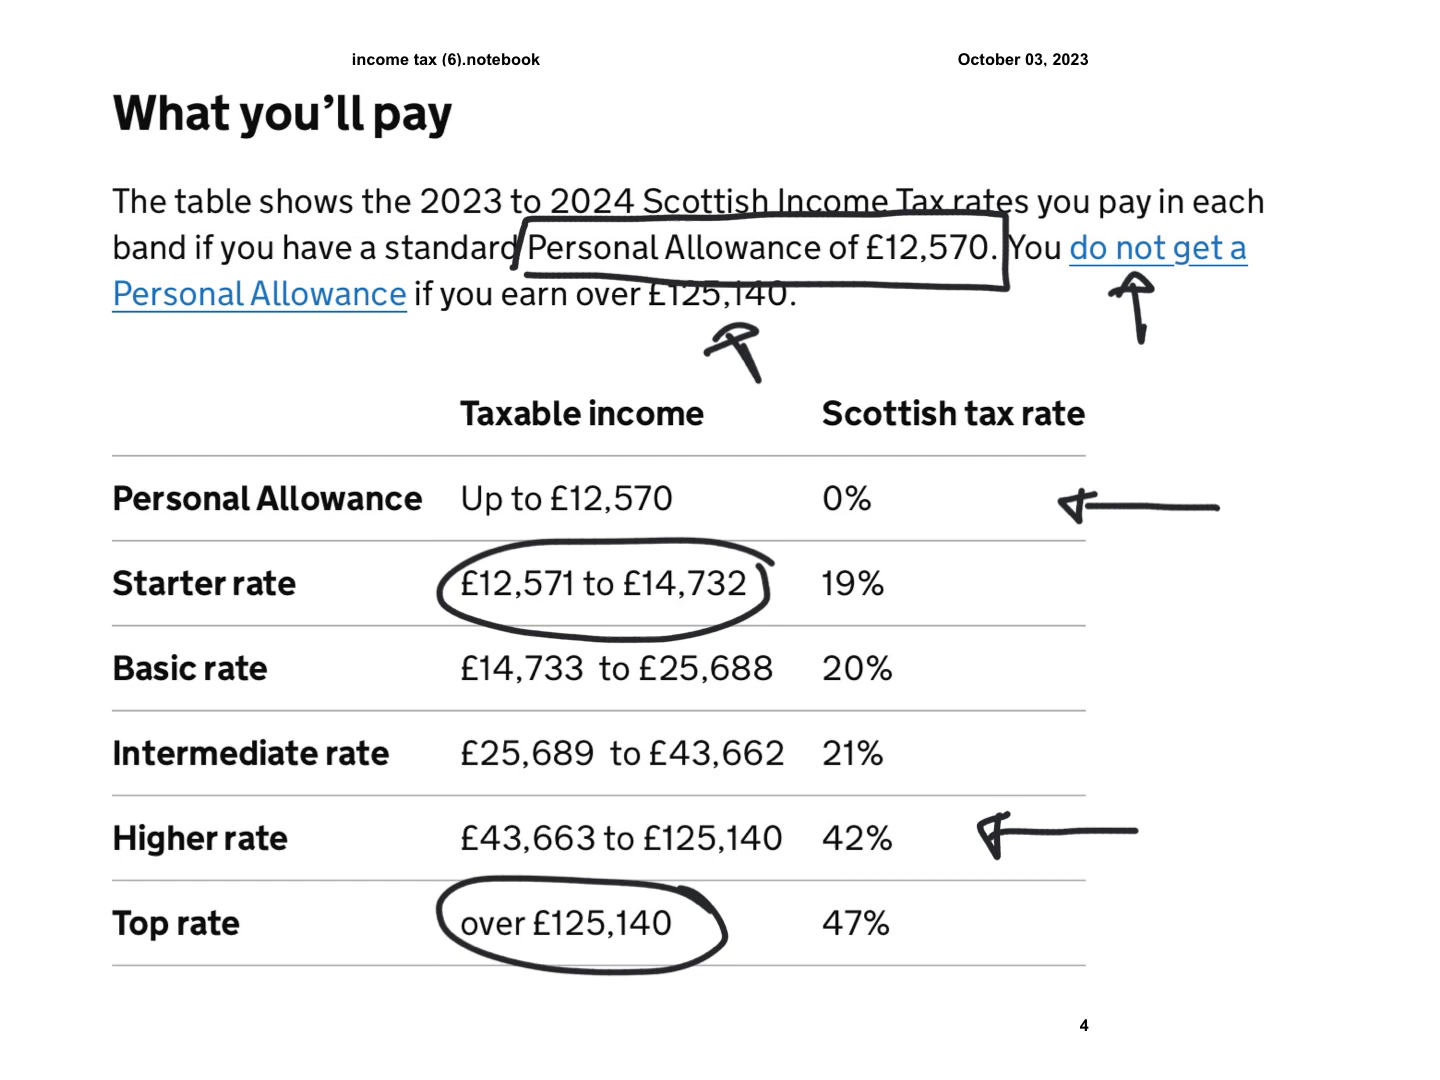 income tax (6).notebook October 03, 2023
What you'll pay
The table shows the 2023 to 2024 Scottish Income Tax rates you pay in each
band if you have a standard Personal Allowance of £12,570. You do not get a
Personal Allowance if you earn over £125,140.
Taxable income Scottish tax rate
Personal Allowance Up to £12,570 0%
Starter rate £12,571 to £14,732 19%
Basic rate £14,733 to £25,688 20%
Intermediate rate £25,689 to £43,662 21%
Higher rate £43,663 to £125,140 42%
Top rate over £125,140 47%
4